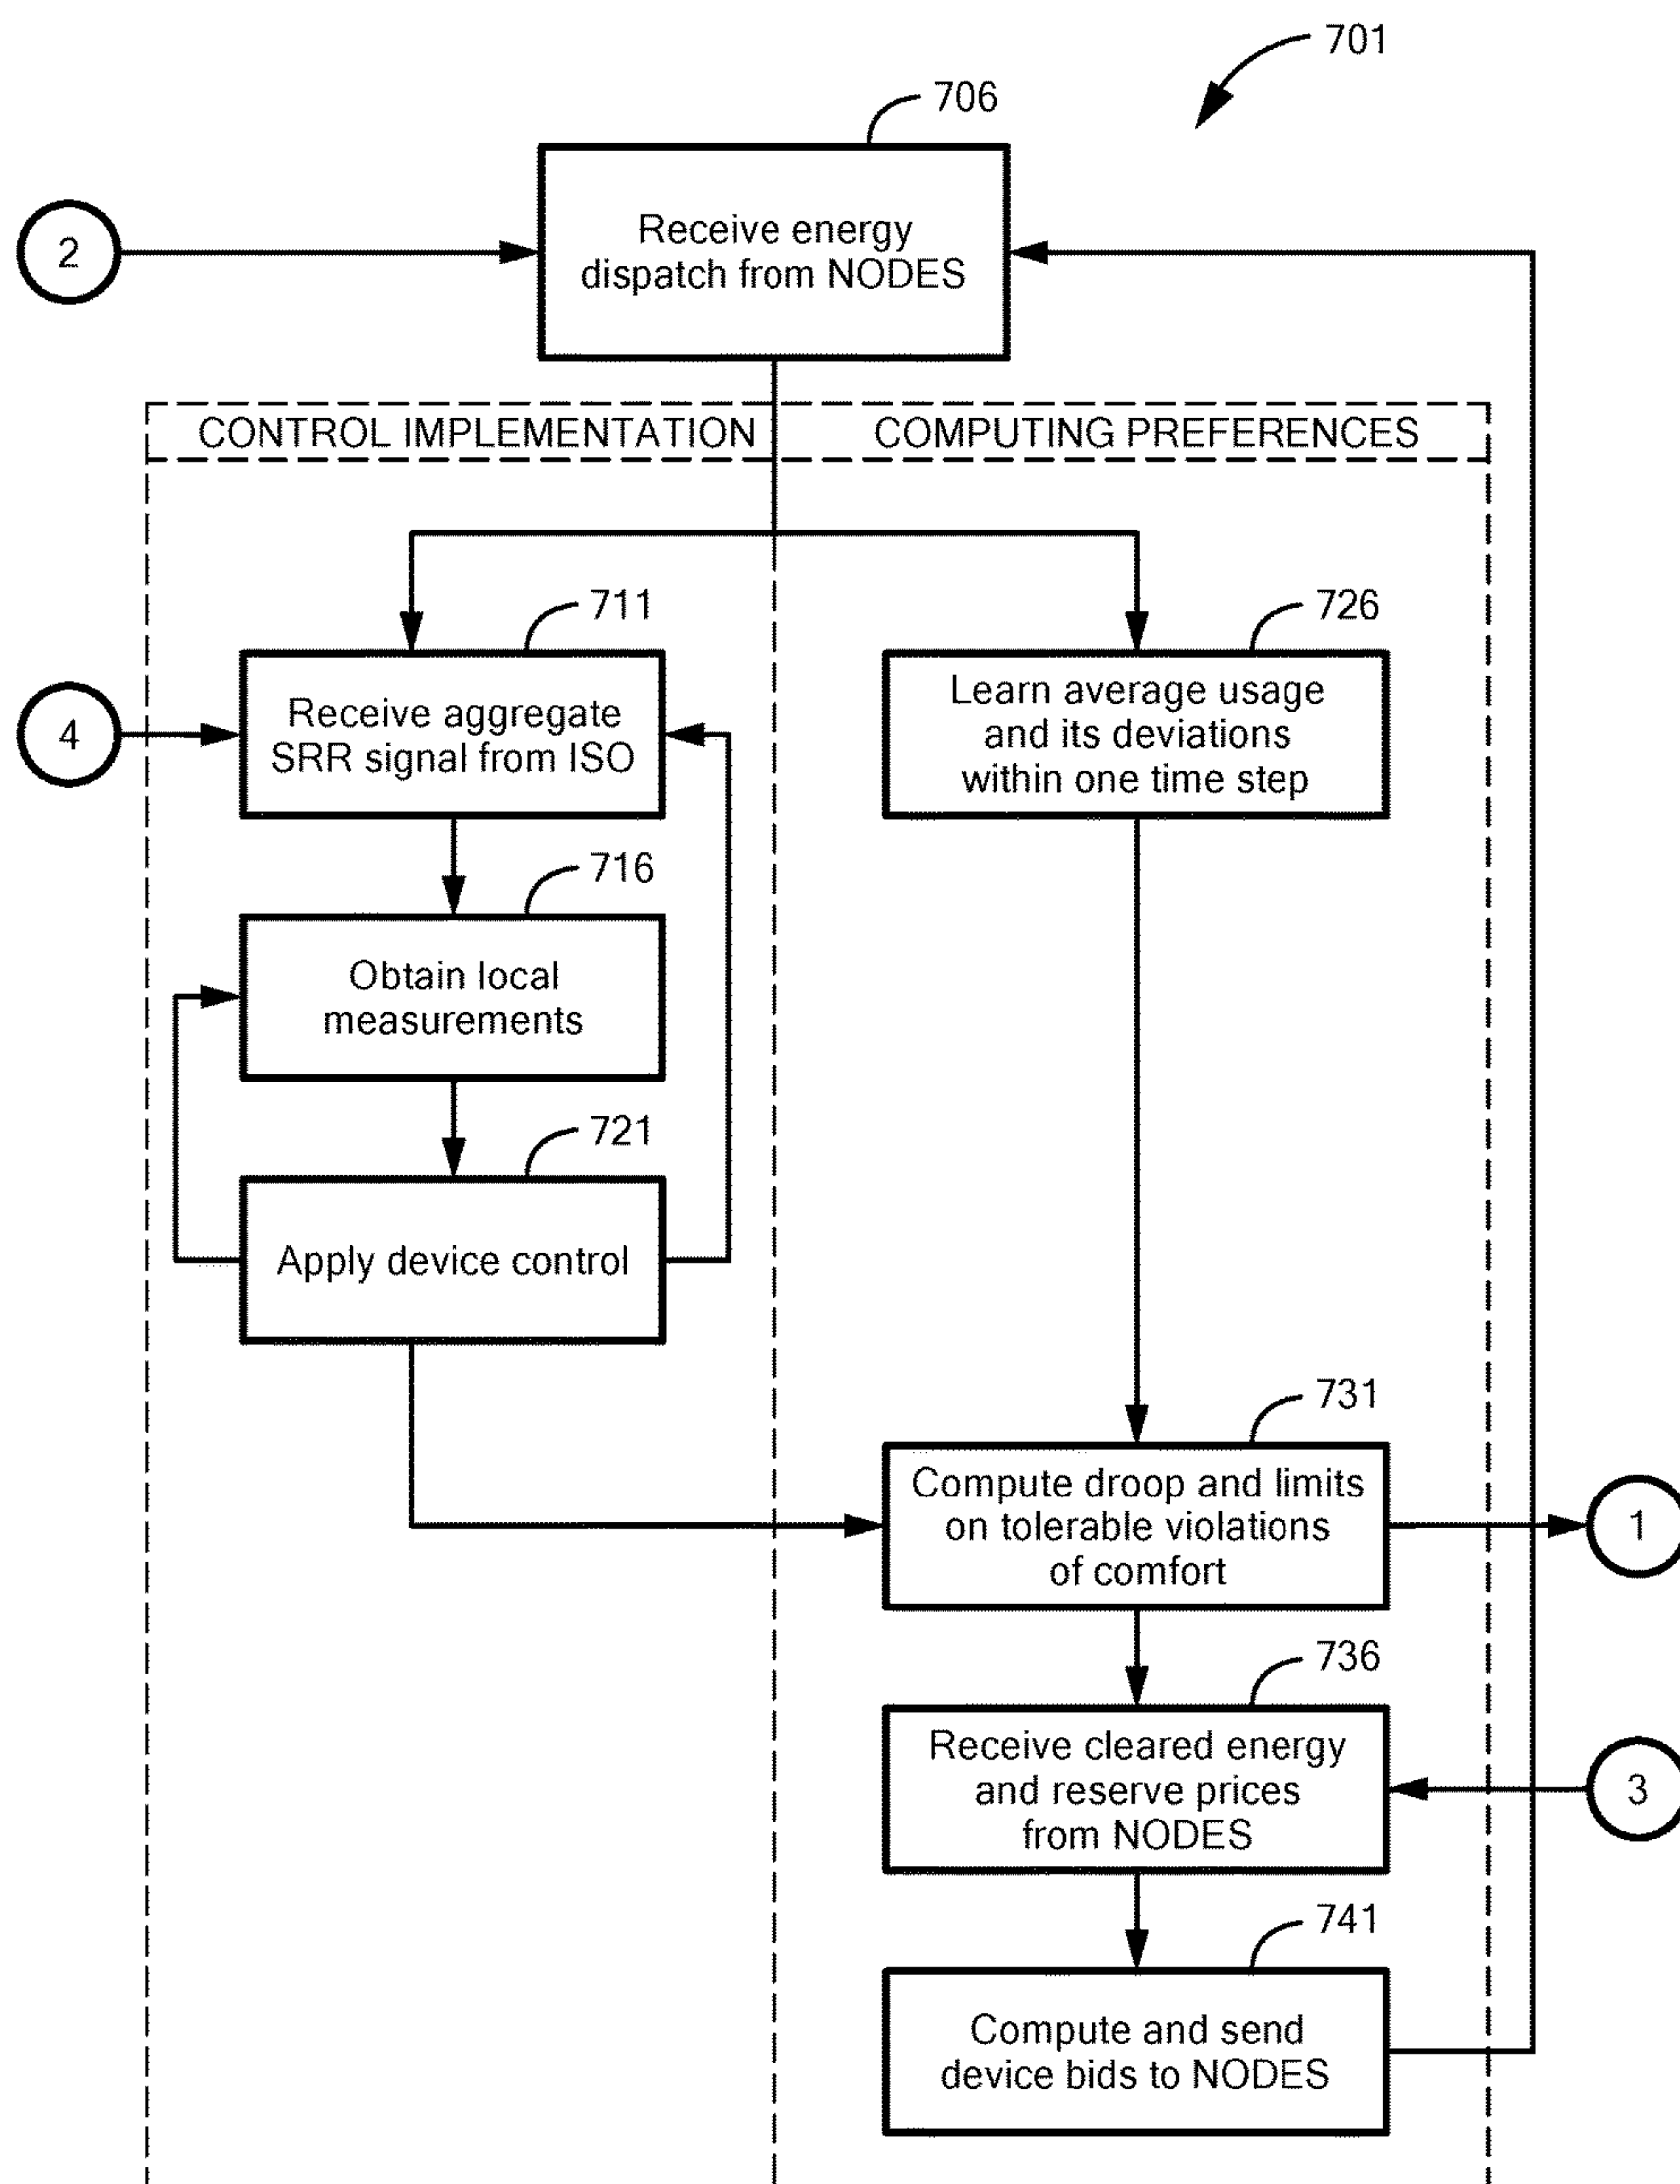 701
706
Receive energy
dispatch from NODES
2
CONTROL IMPLEMENTATION
COMPUTING PREFERENCES
711
Receive aggregate
SRR signal from ISO
4
726
Learn average usage
and its deviations
within one time step
716
Obtain local
measurements
721
Apply device control
731
Compute droop and limits
on tolerable violations
of comfort
1
736
Receive cleared energy
and reserve prices
from NODES
3
741
Compute and send
device bids to NODES